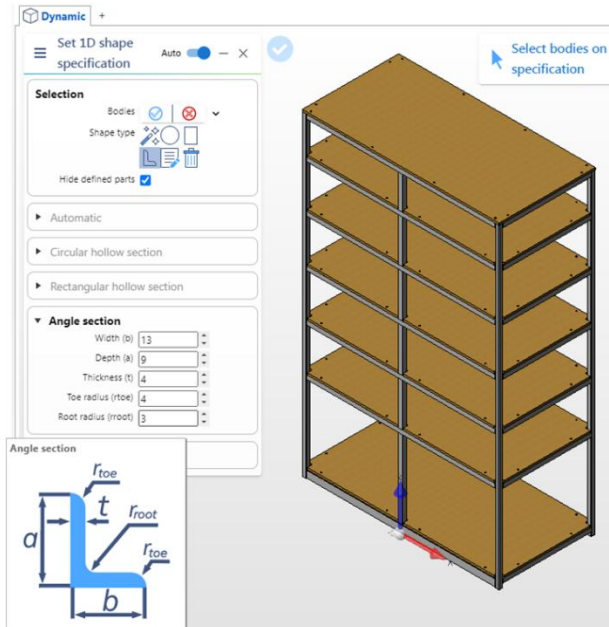 Dynamic +
Set 1D shape
specification
Auto
Select bodies on
specification
Selection
Bodies
Shape type
Hide defined parts
Automatic
Circular hollow section
Rectangular hollow section
Angle section
Width (b) 13
Depth (a) 9
Thickness (t) 4
Toe radius (rtoe) 4
Root radius (rroot) 3
Angle section
rtoe
t
rroot
a
rtoe
b
X